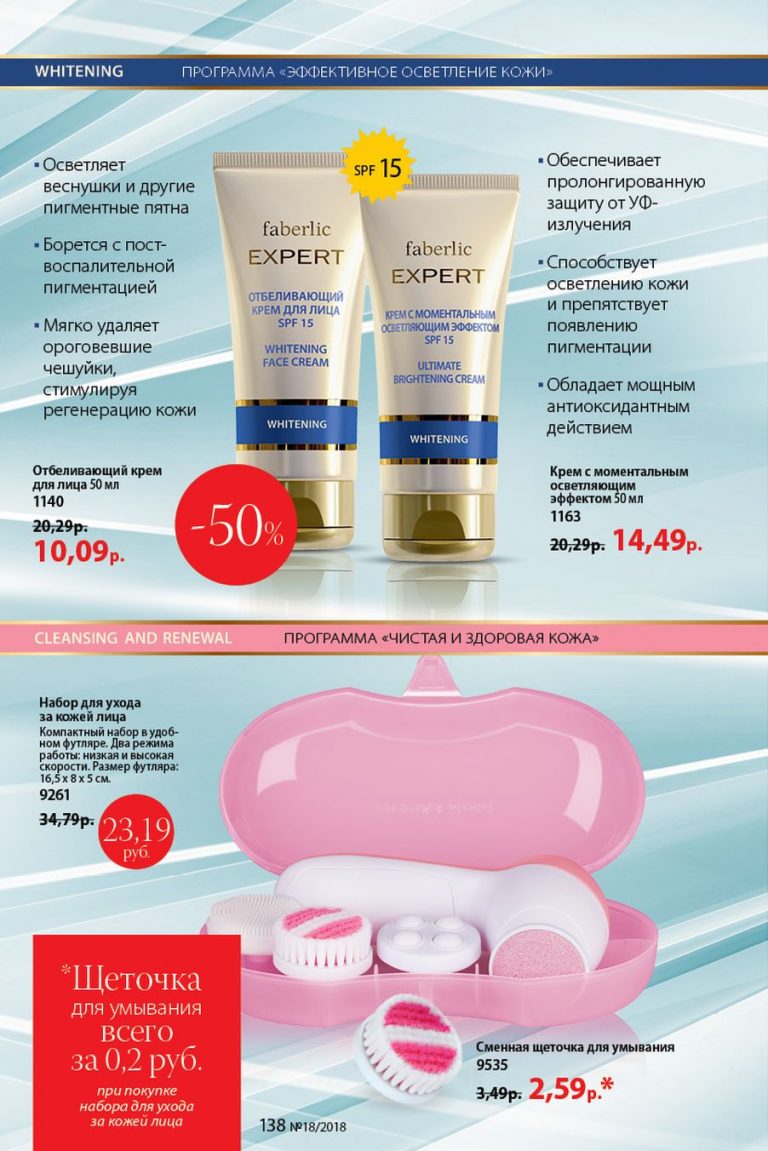 WHITENING ПРОГРАММА «ЭФФЕКТИВНОЕ ОСВЕТЛЕНИЕ КОЖИ»
▪ Осветляет
веснушки и другие
пигментные пятна
▪ Борется с пост-
воспалительной
пигментацией
▪ Мягко удаляет
ороговевшие
чешуйки,
стимулируя
регенерацию кожи
Отбеливающий крем
для лица 50 мл
1140
20,29р.
10,09р.
-50%
faberlic
EXPERT
ОТБЕЛИВАЮЩИЙ
КРЕМ ДЛЯ ЛИЦА
SPF 15
WHITENING
FACE CREAM
WHITENING
SPF 15
faberlic
EXPERT
КРЕМ С МОМЕНТАЛЬНЫМ
ОСВЕТЛЯЮЩИМ ЭФФЕКТОМ
SPF 15
ULTIMATE
BRIGHTENING CREAM
WHITENING
▪ Обеспечивает
пролонгированную
защиту от УФ-
излучения
▪ Способствует
осветлению кожи
и препятствует
появлению
пигментации
▪ Обладает мощным
антиоксидантным
действием
Крем с моментальным
осветляющим
эффектом 50 мл
1163
20,29р. 14,49р.
CLEANSING AND RENEWAL ПРОГРАММА «ЧИСТАЯ И ЗДОРОВАЯ КОЖА»
Набор для ухода
за кожей лица
Компактный набор в удоб-
ном футляре. Два режима
работы: низкая и высокая
скорости. Размер футляра:
16,5 х 8 х 5 см.
9261
34,79р.
23,19
руб.
*Щеточка
для умывания
всего
за 0,2 руб.
при покупке
набора для ухода
за кожей лица
Сменная щеточка для умывания
9535
3,49р. 2,59р.*
138 №18/2018